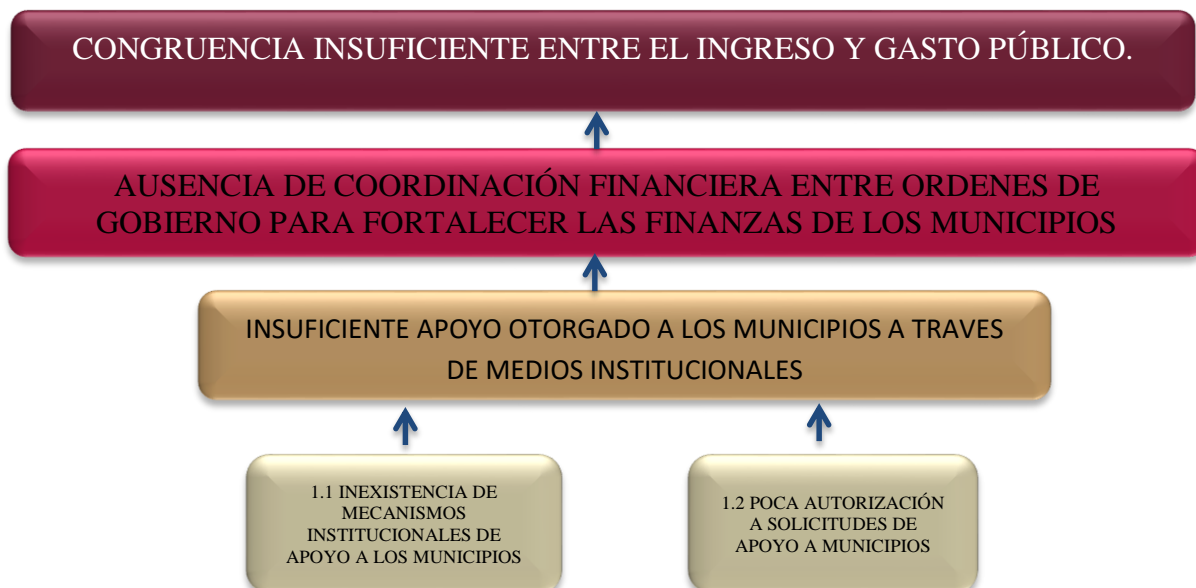 CONGRUENCIA INSUFICIENTE ENTRE EL INGRESO Y GASTO PÚBLICO.
AUSENCIA DE COORDINACIÓN FINANCIERA ENTRE ORDENES DE
GOBIERNO PARA FORTALECER LAS FINANZAS DE LOS MUNICIPIOS
INSUFICIENTE APOYO OTORGADO A LOS MUNICIPIOS A TRAVES
DE MEDIOS INSTITUCIONALES
1.1 INEXISTENCIA DE
MECANISMOS
INSTITUCIONALES DE
APOYO A LOS MUNICIPIOS
1.2 POCA AUTORIZACIÓN
A SOLICITUDES DE
APOYO A MUNICIPIOS